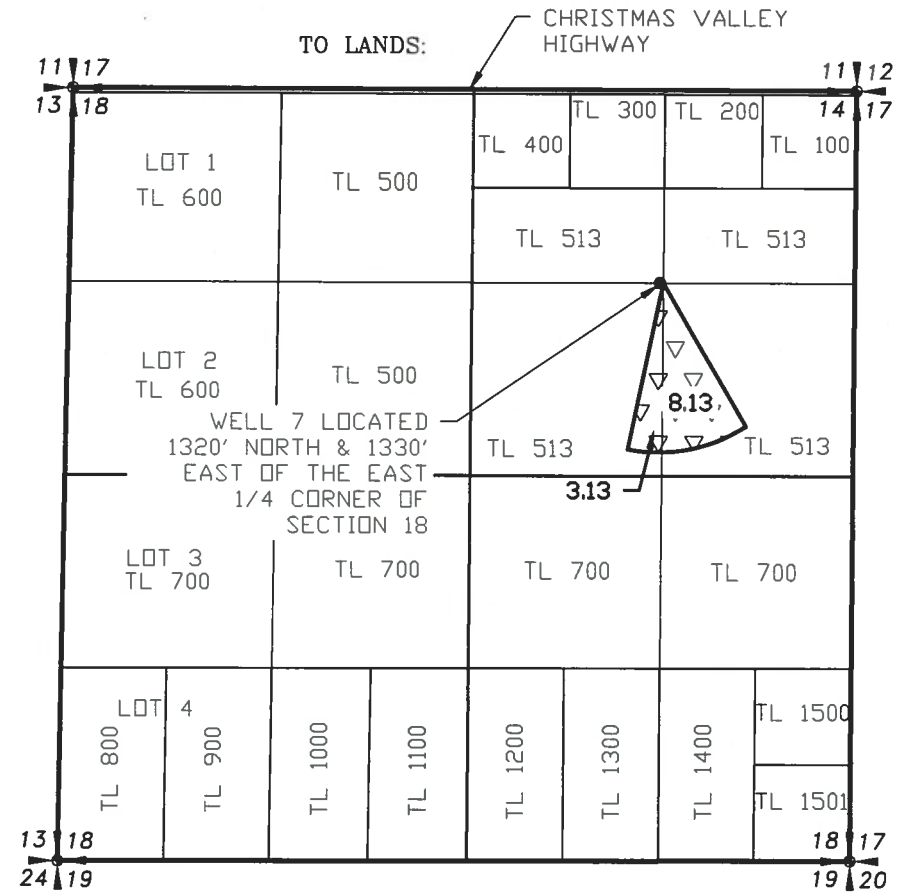 CHRISTMAS VALLEY
HIGHWAY
TO LANDS:
11 17
13 18
11 12
14 17
LOT 1
TL 600
TL 500
TL 400
TL 300
TL 200
TL 100
TL 513
TL 513
LOT 2
TL 600
TL 500
WELL 7 LOCATED
1320' NORTH & 1330'
EAST OF THE EAST
1/4 CORNER OF
SECTION 18
TL 513
8.13
TL 513
3.13
LOT 3
TL 700
TL 700
TL 700
TL 700
LOT 4
TL 800
TL 900
TL 1000
TL 1100
TL 1200
TL 1300
TL 1400
TL 1500
TL 1501
13 18
24 19
18 17
19 20